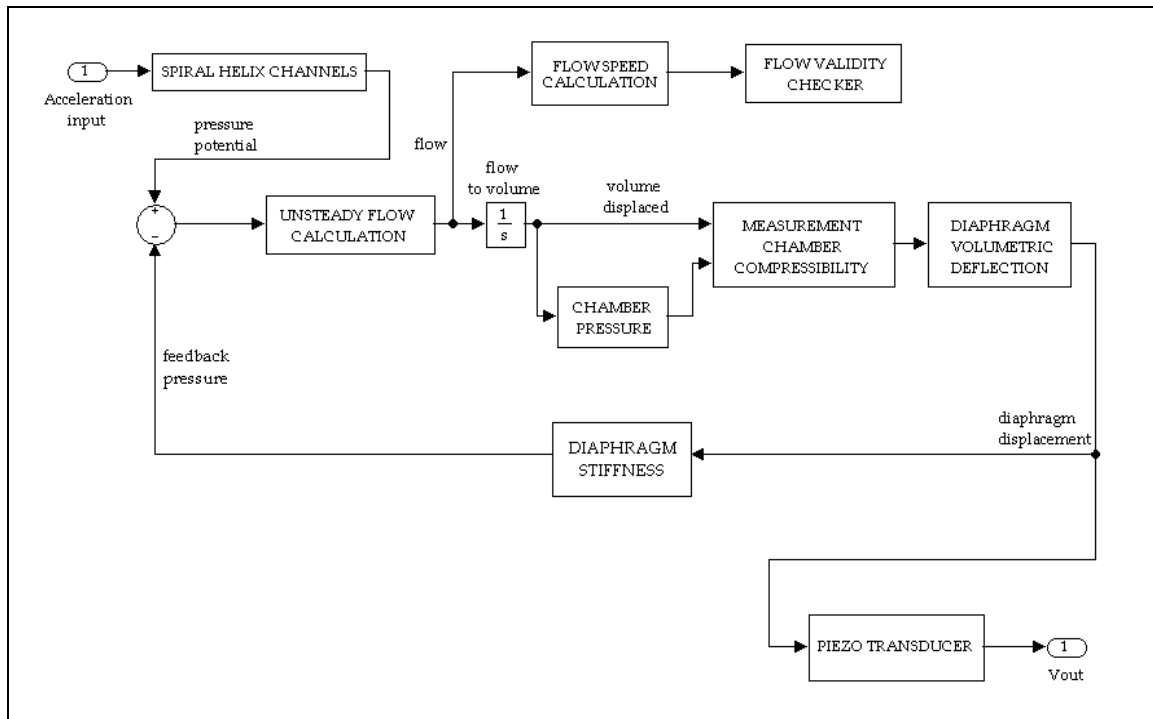 1
Acceleration
input
SPIRAL HELIX CHANNELS
pressure
potential
FLOW SPEED
CALCULATION
FLOW VALIDITY
CHECKER
flow
+
−
UNSTEADY FLOW
CALCULATION
flow
to volume
1
s
volume
displaced
MEASUREMENT
CHAMBER
COMPRESSIBILITY
DIAPHRAGM
VOLUMETRIC
DEFLECTION
CHAMBER
PRESSURE
feedback
pressure
DIAPHRAGM
STIFFNESS
diaphragm
displacement
PIEZO TRANSDUCER
1
Vout